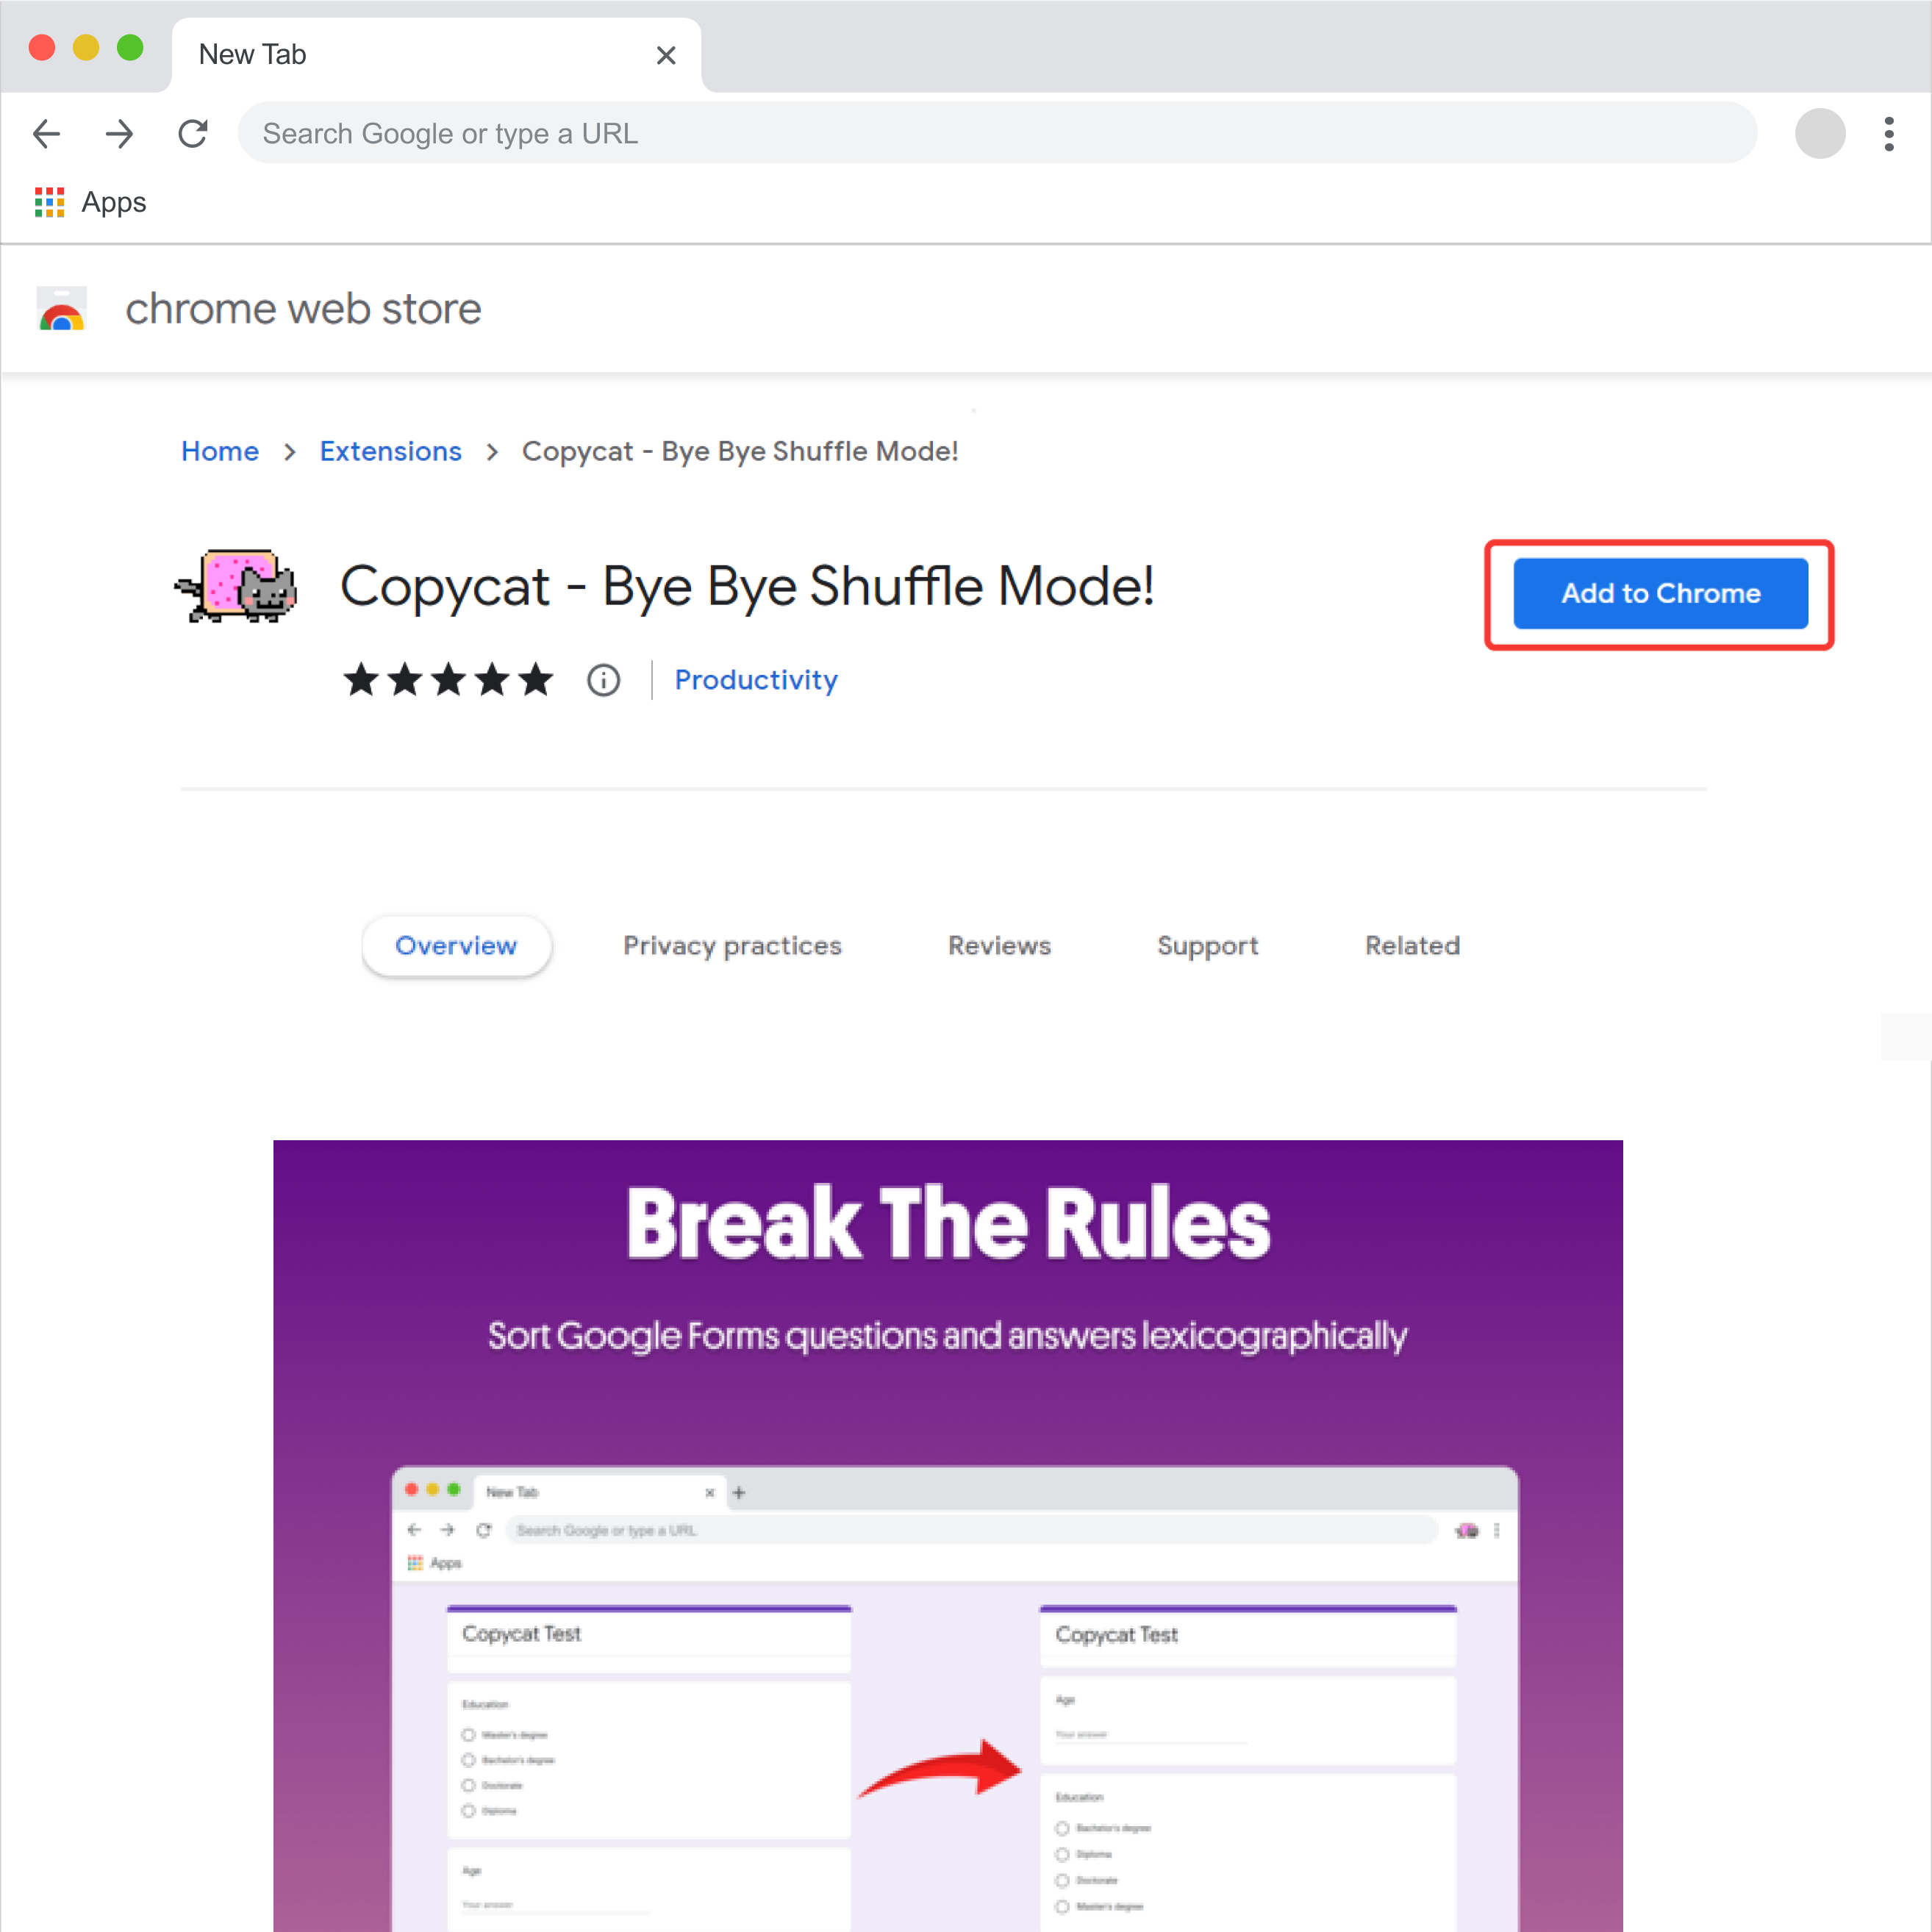 New Tab
Search Google or type a URL
Apps
chrome web store
Home > Extensions > Copycat - Bye Bye Shuffle Mode!
Copycat - Bye Bye Shuffle Mode!
Add to Chrome
Productivity
Overview Privacy practices Reviews Support Related
Break The Rules
Sort Google Forms questions and answers lexicographically
New Tab
Search Google or type a URL
Apps
Copycat Test
Education
Master's degree
Bachelor's degree
Doctorate
Diploma
Age
Your answer
Copycat Test
Age
Your answer
Education
Bachelor's degree
Diploma
Doctorate
Master's degree